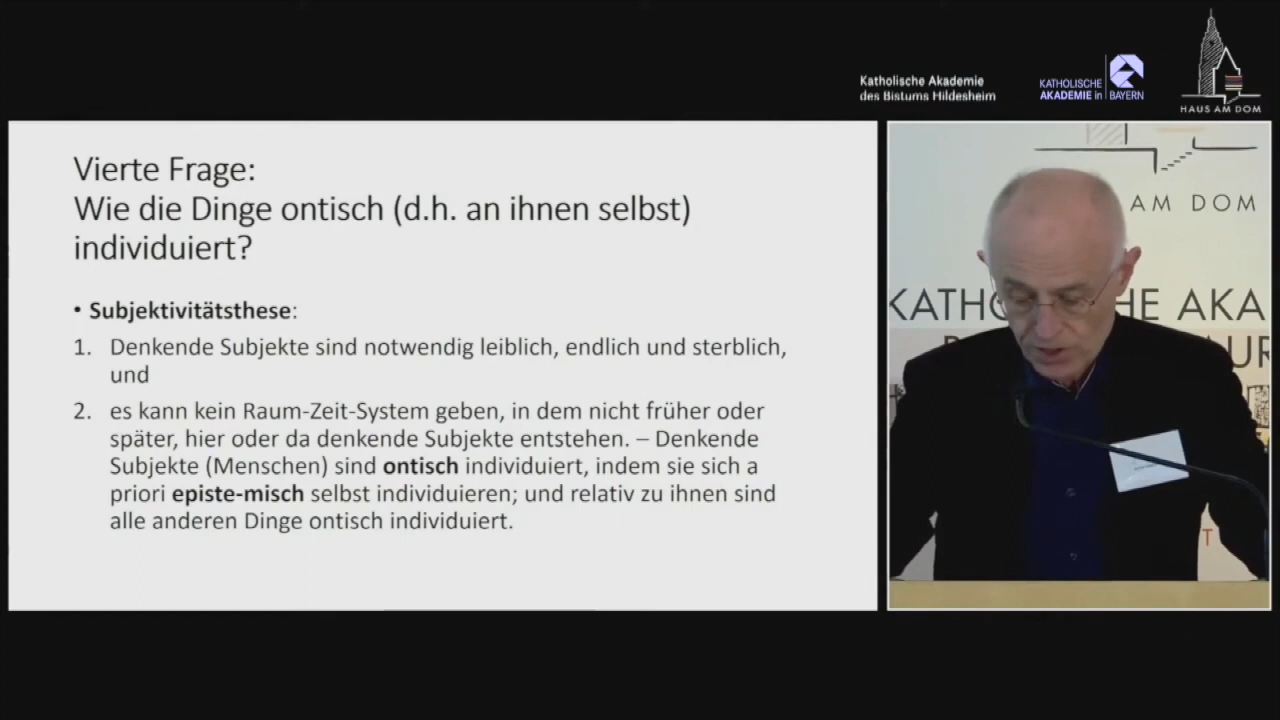 Katholische Akademie
des Bistums Hildesheim
KATHOLISCHE
AKADEMIE in BAYERN
HAUS AM DOM
Vierte Frage:
Wie die Dinge ontisch (d.h. an ihnen selbst)
individuiert?
• Subjektivitätsthese:
1. Denkende Subjekte sind notwendig leiblich, endlich und sterblich,
und
2. es kann kein Raum-Zeit-System geben, in dem nicht früher oder
später, hier oder da denkende Subjekte entstehen. – Denkende
Subjekte (Menschen) sind ontisch individuiert, indem sie sich a
priori episte-misch selbst individuieren; und relativ zu ihnen sind
alle anderen Dinge ontisch individuiert.
AM DOM
KATHO
HE AKA